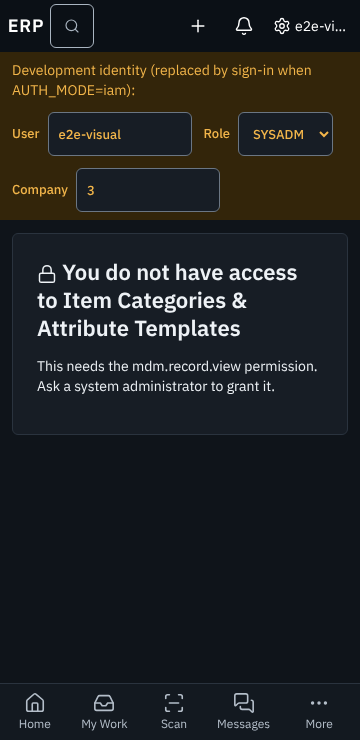 ERP
e2e-vi...
Development identity (replaced by sign-in when
AUTH_MODE=iam):
User e2e-visual Role SYSADM
Company 3
You do not have access
to Item Categories &
Attribute Templates
This needs the mdm.record.view permission.
Ask a system administrator to grant it.
Home My Work Scan Messages More